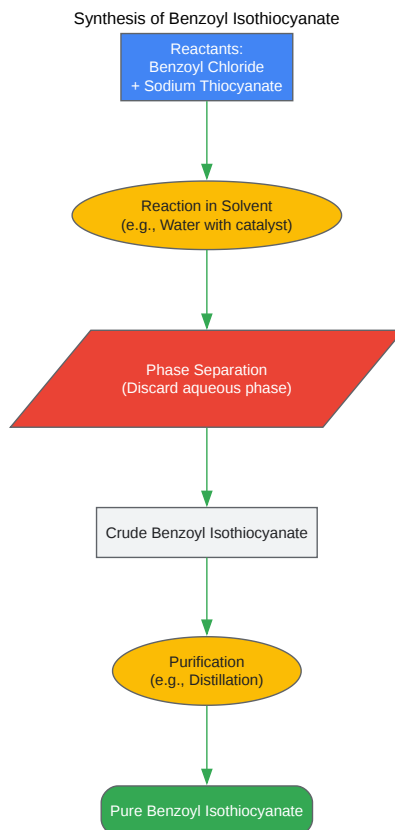 Synthesis of Benzoyl Isothiocyanate
Reactants:
Benzoyl Chloride
+ Sodium Thiocyanate
Reaction in Solvent
(e.g., Water with catalyst)
Phase Separation
(Discard aqueous phase)
Crude Benzoyl Isothiocyanate
Purification
(e.g., Distillation)
Pure Benzoyl Isothiocyanate